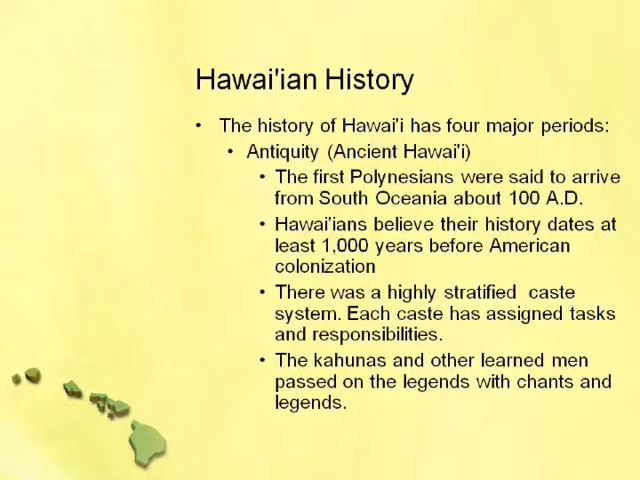 Hawai'ian History
• The history of Hawai'i has four major periods:
• Antiquity (Ancient Hawai'i)
• The first Polynesians were said to arrive
from South Oceania about 100 A.D.
• Hawai'ians believe their history dates at
least 1,000 years before American
colonization
• There was a highly stratified  caste
system. Each caste has assigned tasks
and responsibilities.
• The kahunas and other learned men
passed on the legends with chants and
legends.